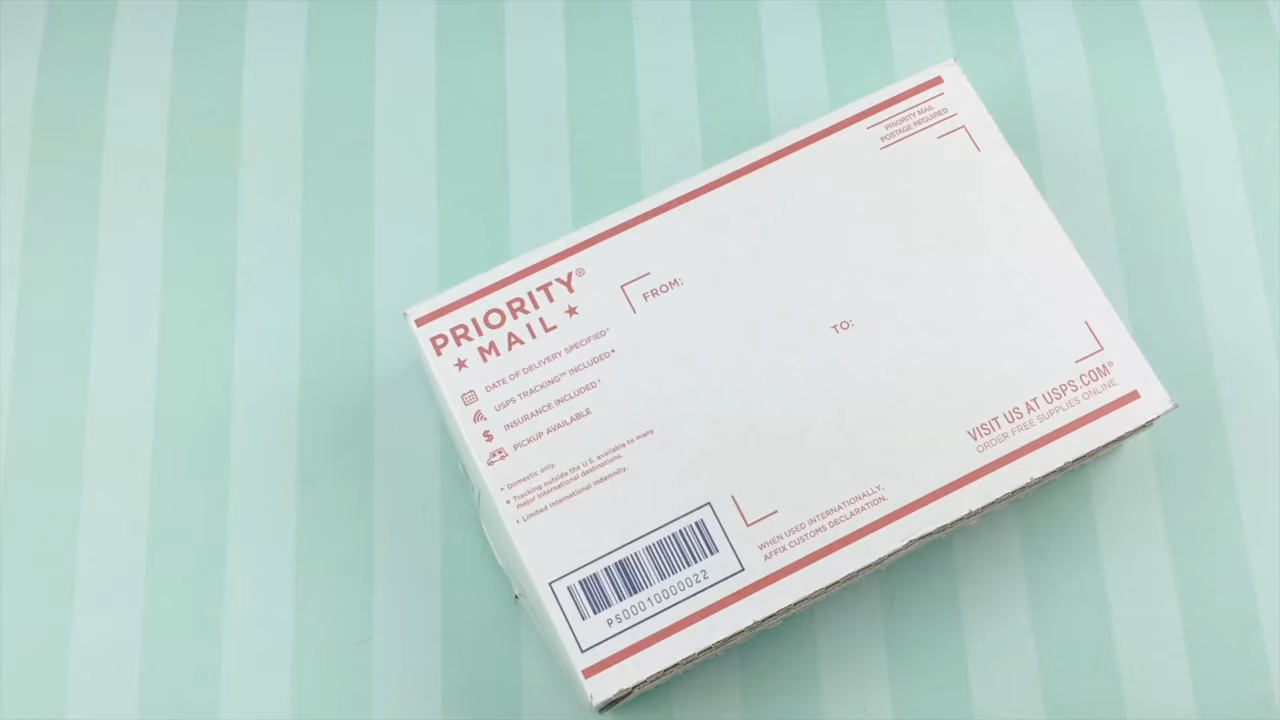 PRIORITY MAIL
POSTAGE REQUIRED
PRIORITY®
★ MAIL ★
DATE OF DELIVERY SPECIFIED*
USPS TRACKING™ INCLUDED*
INSURANCE INCLUDED*
PICKUP AVAILABLE
* Domestic only.
* Tracking outside the U.S. available to many
major international destinations.
* Limited international indemnity.
FROM:
TO:
VISIT US AT USPS.COM®
ORDER FREE SUPPLIES ONLINE
WHEN USED INTERNATIONALLY,
AFFIX CUSTOMS DECLARATION.
PS00010000022